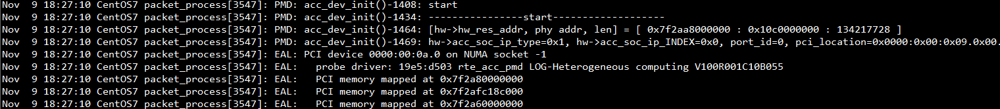 Nov  9 18:27:10 CentOS7 packet_process[3547]: PMD: acc_dev_init()-1408: start
Nov  9 18:27:10 CentOS7 packet_process[3547]: PMD: acc_dev_init()-1434: ----------------start-------------------
Nov  9 18:27:10 CentOS7 packet_process[3547]: PMD: acc_dev_init()-1464: [hw->hw_res_addr, phy addr, len] = [ 0x7f2aa8000000 : 0x10c0000000 : 134217728 ]
Nov  9 18:27:10 CentOS7 packet_process[3547]: PMD: acc_dev_init()-1469: hw->acc_soc_ip_type=0x1, hw->acc_soc_ip_INDEX=0x0, port_id=0, pci_location=0x0000:0x00:0x09.0x00.
Nov  9 18:27:10 CentOS7 packet_process[3547]: EAL: PCI device 0000:00:0a.0 on NUMA socket -1
Nov  9 18:27:10 CentOS7 packet_process[3547]: EAL:   probe driver: 19e5:d503 rte_acc_pmd LOG-Heterogeneous computing V100R001C10B055
Nov  9 18:27:10 CentOS7 packet_process[3547]: EAL:   PCI memory mapped at 0x7f2a80000000
Nov  9 18:27:10 CentOS7 packet_process[3547]: EAL:   PCI memory mapped at 0x7f2afc18c000
Nov  9 18:27:10 CentOS7 packet_process[3547]: EAL:   PCI memory mapped at 0x7f2a60000000